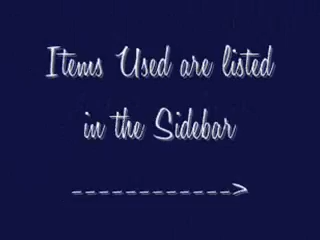 Items Used are listed
in the Sidebar
------------->